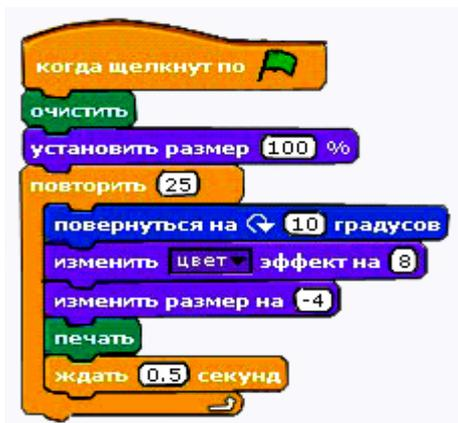 когда щелкнут по
очистить
установить размер 100 %
повторить 25
повернуться на 10 градусов
изменить цвет эффект на 8
изменить размер на -4
печать
ждать 0.5 секунд